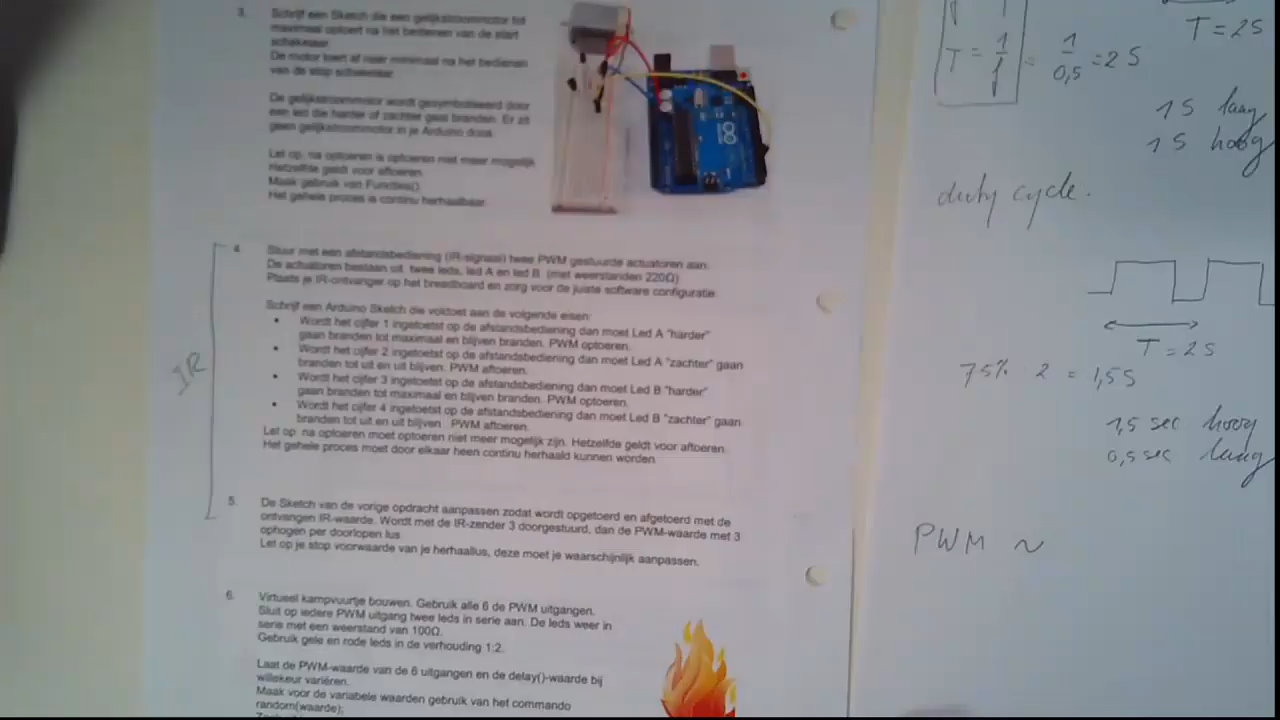 3. Schrijf een Sketch die een gelijkstroommotor tot
maximaal optoert na het bedienen van de start
schakelaar.
De motor toert af naar minimaal na het bedienen
van de stop schakelaar.
De gelijkstroommotor wordt gesymboliseerd door
een led die harder of zachter gaat branden. Er zit
geen gelijkstroommotor in je Arduino doos.
Let op: na optoeren is optoeren niet meer mogelijk.
Hetzelfde geldt voor aftoeren.
Maak gebruik van Functies().
Het gehele proces is continu herhaalbaar.
4. Stuur met een afstandsbediening (IR-signaal) twee PWM gestuurde actuatoren aan.
De actuatoren bestaan uit twee leds, led A en led B (met weerstanden 220Ω)
Plaats je IR-ontvanger op het breadboard en zorg voor de juiste software configuratie.
Schrijf een Arduino Sketch die voldoet aan de volgende eisen:
• Wordt het cijfer 1 ingetoetst op de afstandsbediening dan moet Led A "harder"
gaan branden tot maximaal en blijven branden. PWM optoeren.
• Wordt het cijfer 2 ingetoetst op de afstandsbediening dan moet Led A "zachter" gaan
branden tot uit en uit blijven. PWM aftoeren.
• Wordt het cijfer 3 ingetoetst op de afstandsbediening dan moet Led B "harder"
gaan branden tot maximaal en blijven branden. PWM optoeren.
• Wordt het cijfer 4 ingetoetst op de afstandsbediening dan moet Led B "zachter" gaan
branden tot uit en uit blijven. PWM aftoeren.
Let op: na optoeren moet optoeren niet meer mogelijk zijn. Hetzelfde geldt voor aftoeren.
Het gehele proces moet door elkaar heen continu herhaald kunnen worden.
IR
5. De Sketch van de vorige opdracht aanpassen zodat wordt opgetoerd en afgetoerd met de
ontvangen IR-waarde. Wordt met de IR-zender 3 doorgestuurd, dan de PWM-waarde met 3
ophogen per doorlopen lus.
Let op je stop voorwaarde van je herhaallus, deze moet je waarschijnlijk aanpassen.
6. Virtueel kampvuurtje bouwen. Gebruik alle 6 de PWM uitgangen.
Sluit op iedere PWM uitgang twee leds in serie aan. De leds weer in
serie met een weerstand van 100Ω.
Gebruik gele en rode leds in de verhouding 1:2.
Laat de PWM-waarde van de 6 uitgangen en de delay()-waarde bij
willekeur variëren.
Maak voor de variabele waarden gebruik van het commando
random(waarde);
T = 2 S
T = 1/f = 1/0,5 = 2 S
1 S laag
1 S hoog
duty cycle.
T = 2 S
75% · 2 = 1,5 S
1,5 sec hoog
0,5 sec laag
PWM ~